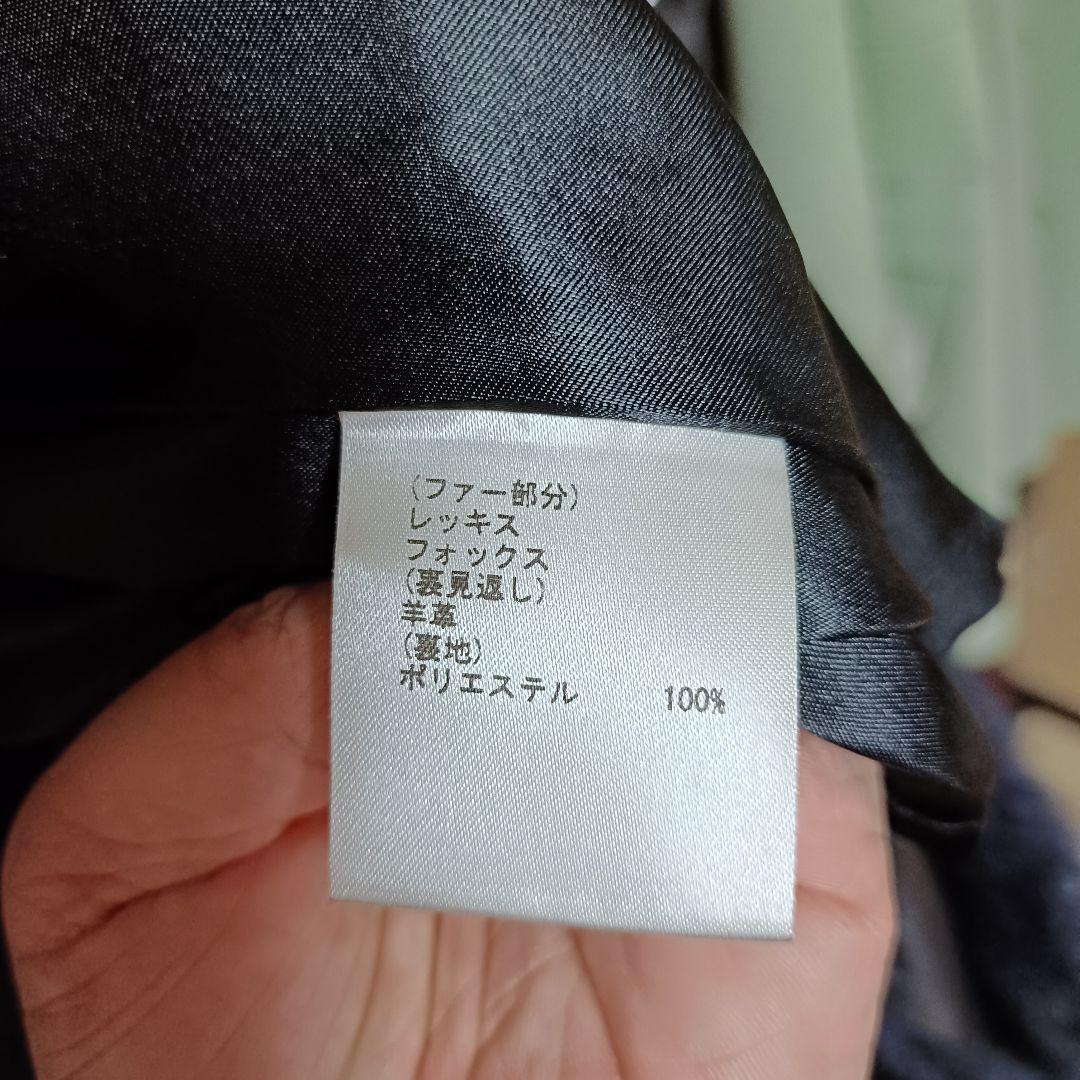 (ファー部分)
レッキス
フォックス
(裏見返し)
羊革
(裏地)
ポリエステル 100%